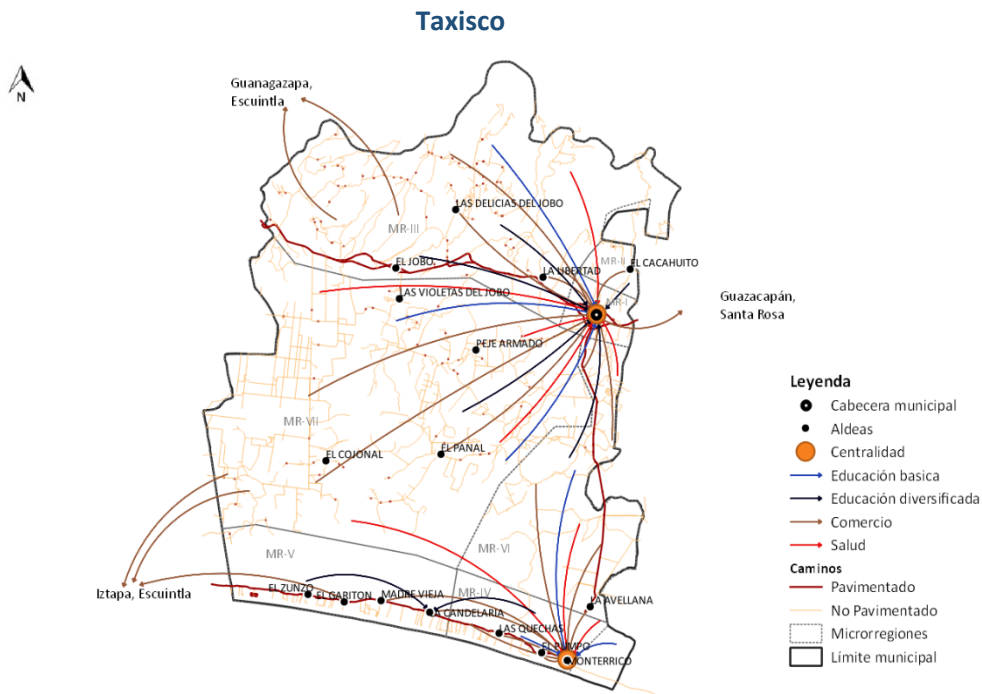 Taxisco
N
Guanagazapa,
Escuintla
LAS DELICIAS DEL JOBO
MR-III
EL JOBO
LA LIBERTAD
MR-II
EL CACAHUITO
LAS VIOLETAS DEL JOBO
MR-I
Guazacapán,
Santa Rosa
PEJE ARMADO
MR-VII
EL COJONAL
EL PANAL
MR-V
MR-VI
Iztapa, Escuintla
EL ZUNZO
EL GARITON
MADRE VIEJA
MR-IV
LA AVELLANA
A CANDELARIA
LAS QUECHAS
EL PUMPO
MONTERRICO
Leyenda
Cabecera municipal
Aldeas
Centralidad
Educación basica
Educación diversificada
Comercio
Salud
Caminos
Pavimentado
No Pavimentado
Microrregiones
Límite municipal